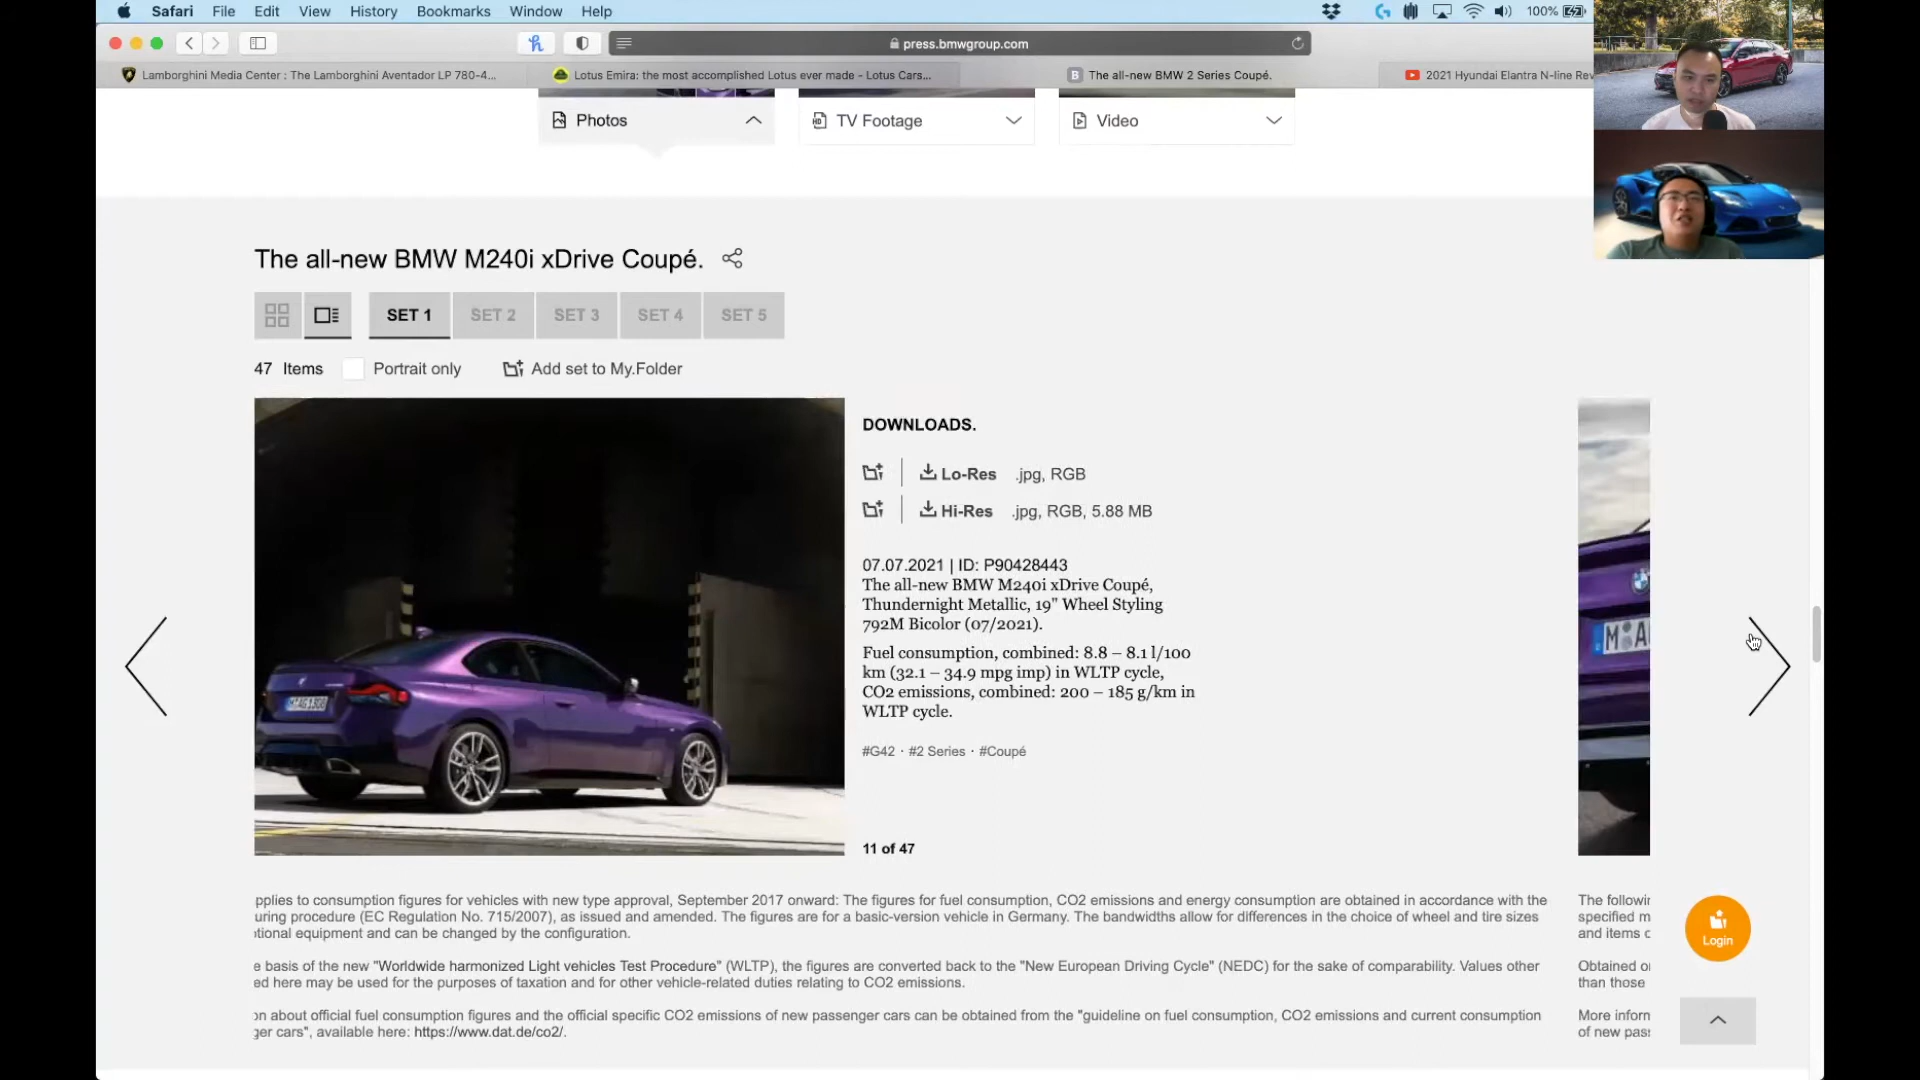 Safari File Edit View History Bookmarks Window Help 100%
press.bmwgroup.com
Lamborghini Media Center : The Lamborghini Aventador LP 780-4...
Lotus Emira: the most accomplished Lotus ever made - Lotus Cars...
The all-new BMW 2 Series Coupé.
2021 Hyundai Elantra N-line Rev
Photos
TV Footage
Video
The all-new BMW M240i xDrive Coupé.
SET 1 SET 2 SET 3 SET 4 SET 5
47 Items Portrait only Add set to My.Folder
DOWNLOADS.
Lo-Res .jpg, RGB
Hi-Res .jpg, RGB, 5.88 MB
07.07.2021 | ID: P90428443
The all-new BMW M240i xDrive Coupé,
Thundernight Metallic, 19" Wheel Styling
792M Bicolor (07/2021).
Fuel consumption, combined: 8.8 – 8.1 l/100
km (32.1 – 34.9 mpg imp) in WLTP cycle,
CO2 emissions, combined: 200 – 185 g/km in
WLTP cycle.
#G42 · #2 Series · #Coupé
11 of 47
pplies to consumption figures for vehicles with new type approval, September 2017 onward: The figures for fuel consumption, CO2 emissions and energy consumption are obtained in accordance with the
uring procedure (EC Regulation No. 715/2007), as issued and amended. The figures are for a basic-version vehicle in Germany. The bandwidths allow for differences in the choice of wheel and tire sizes
tional equipment and can be changed by the configuration.
e basis of the new "Worldwide harmonized Light vehicles Test Procedure" (WLTP), the figures are converted back to the "New European Driving Cycle" (NEDC) for the sake of comparability. Values other
ed here may be used for the purposes of taxation and for other vehicle-related duties relating to CO2 emissions.
on about official fuel consumption figures and the official specific CO2 emissions of new passenger cars can be obtained from the "guideline on fuel consumption, CO2 emissions and current consumption
ger cars", available here: https://www.dat.de/co2/.
The followin
specified m
and items o
Obtained o
than those
More inform
of new pass
Login